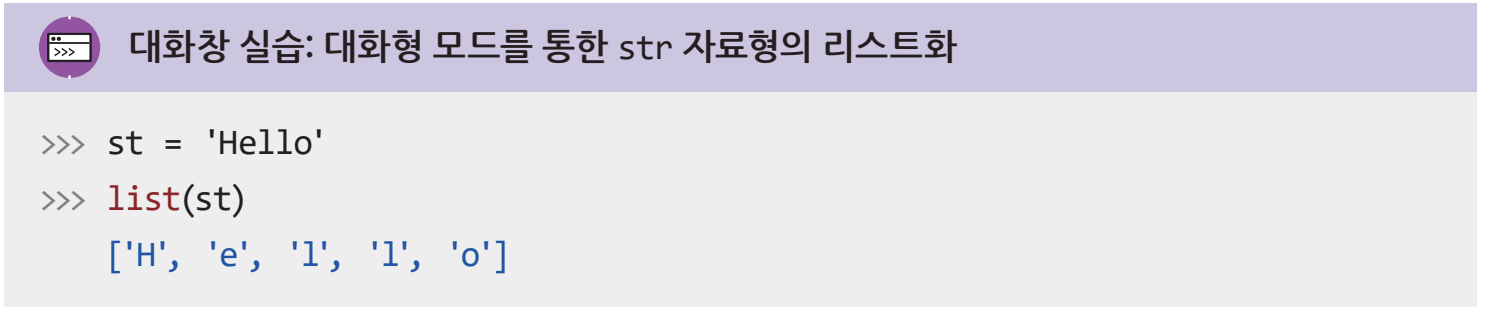 >>> 대화창 실습: 대화형 모드를 통한 str 자료형의 리스트화
>>> st = 'Hello'
>>> list(st)
['H', 'e', 'l', 'l', 'o']